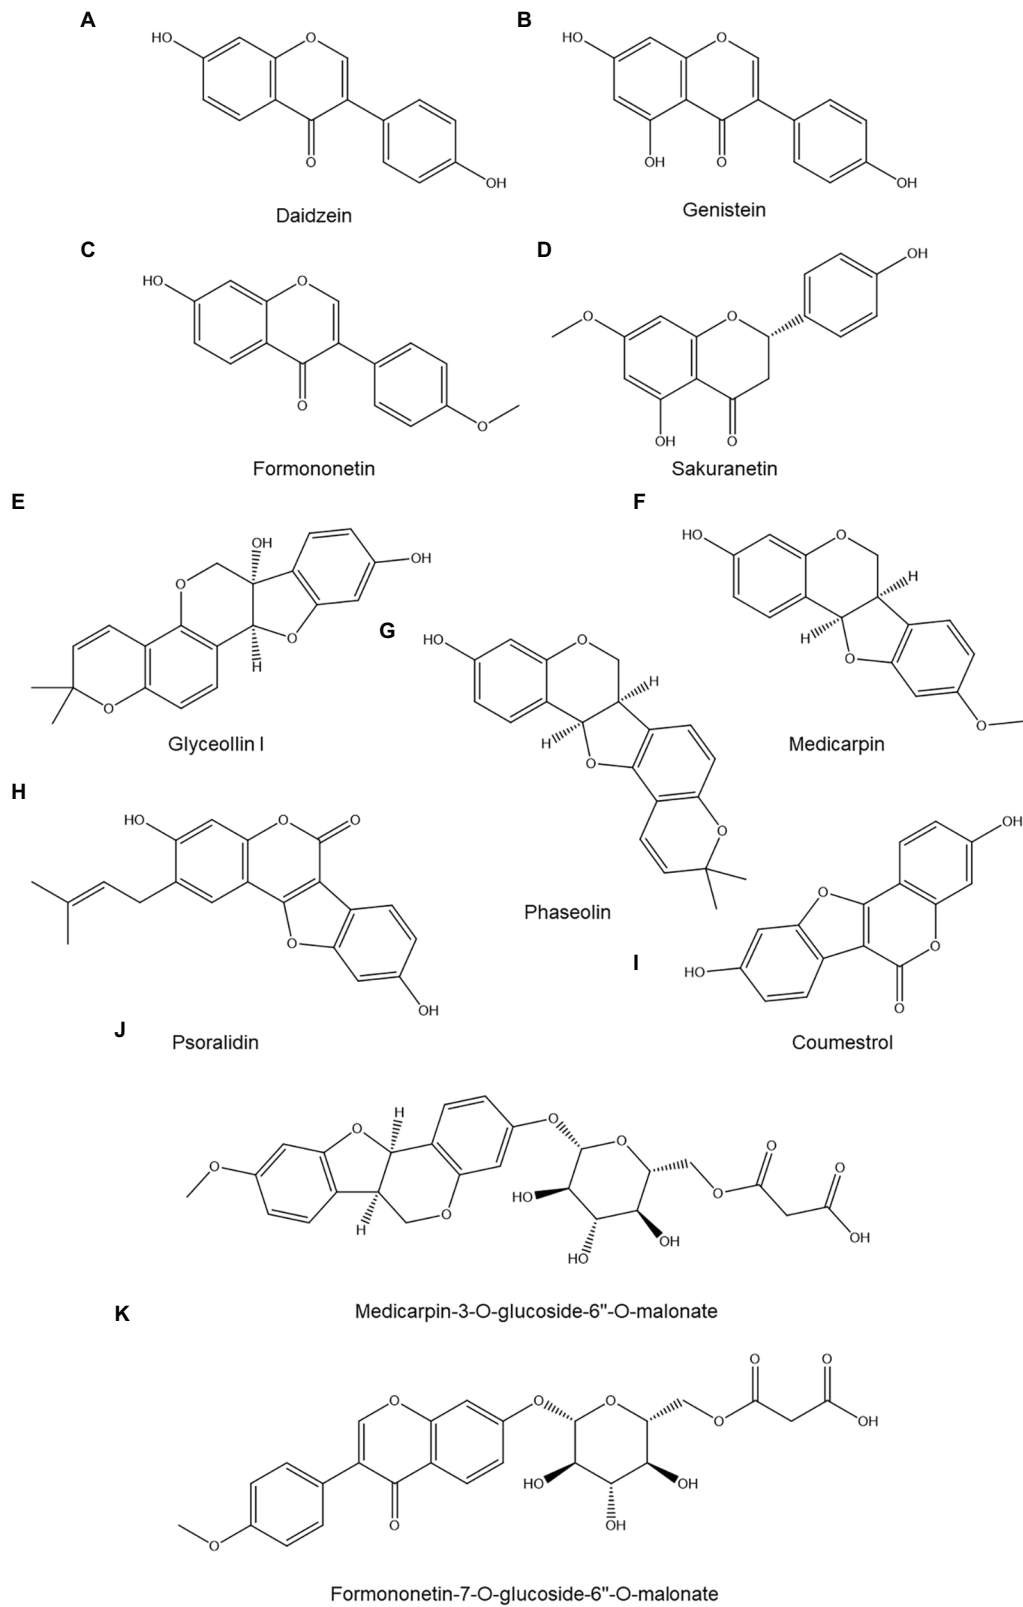 A
HO
O
O
OH
Daidzein
B
HO
O
OH
O
OH
Genistein
C
HO
O
O
O
Formononetin
D
OH
O
O
OH
O
Sakuranetin
E
OH
OH
O
O
H
O
Glyceollin I
F
HO
O
H
H
O
O
Medicarpin
G
HO
O
H
H
O
O
Phaseolin
H
HO
O
O
O
OH
Psoralidin
I
OH
O
O
HO
O
Coumestrol
J
H
O
O
O
O
O
O
HO
O
OH
H
O
OH
HO
Medicarpin-3-O-glucoside-6"-O-malonate
K
O
O
O
O
O
O
OH
HO
OH
O
OH
O
Formononetin-7-O-glucoside-6"-O-malonate